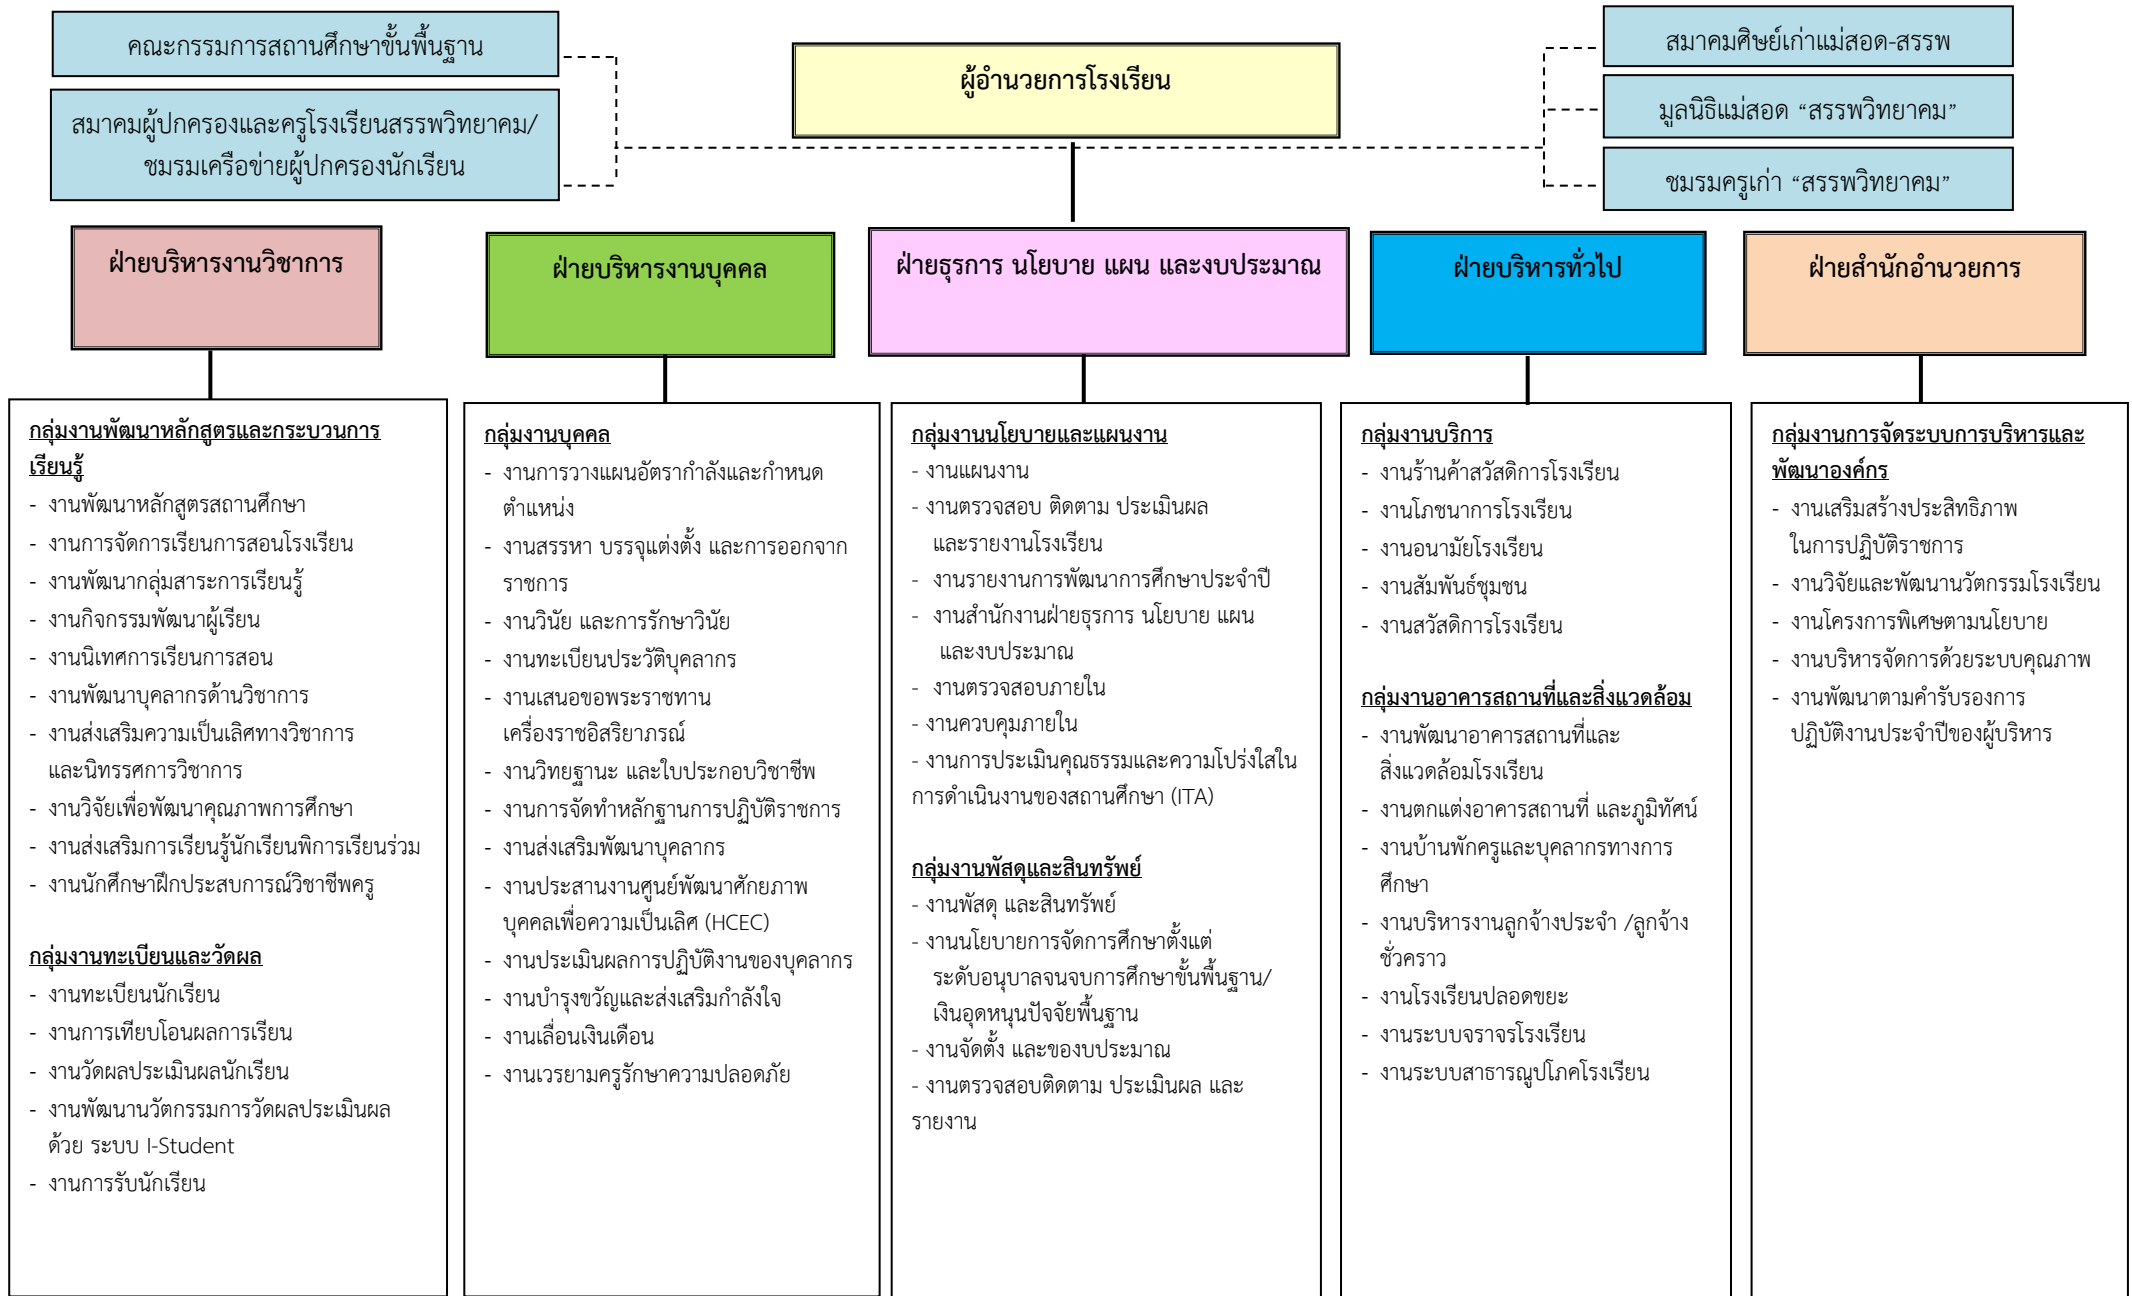 คณะกรรมการสถานศึกษาขั้นพื้นฐาน
สมาคมผู้ปกครองและครูโรงเรียนสรรพวิทยาคม/
ชมรมเครือข่ายผู้ปกครองนักเรียน
ผู้อำนวยการโรงเรียน
สมาคมศิษย์เก่าแม่สอด-สรรพ
มูลนิธิแม่สอด “สรรพวิทยาคม”
ชมรมครูเก่า “สรรพวิทยาคม”
ฝ่ายบริหารงานวิชาการ
ฝ่ายบริหารงานบุคคล
ฝ่ายธุรการ นโยบาย แผน และงบประมาณ
ฝ่ายบริหารทั่วไป
ฝ่ายสำนักอำนวยการ
กลุ่มงานพัฒนาหลักสูตรและกระบวนการ
เรียนรู้
- งานพัฒนาหลักสูตรสถานศึกษา
- งานการจัดการเรียนการสอนโรงเรียน
- งานพัฒนากลุ่มสาระการเรียนรู้
- งานกิจกรรมพัฒนาผู้เรียน
- งานนิเทศการเรียนการสอน
- งานพัฒนาบุคลากรด้านวิชาการ
- งานส่งเสริมความเป็นเลิศทางวิชาการ
และนิทรรศการวิชาการ
- งานวิจัยเพื่อพัฒนาคุณภาพการศึกษา
- งานส่งเสริมการเรียนรู้นักเรียนพิการเรียนร่วม
- งานนักศึกษาฝึกประสบการณ์วิชาชีพครู
กลุ่มงานทะเบียนและวัดผล
- งานทะเบียนนักเรียน
- งานการเทียบโอนผลการเรียน
- งานวัดผลประเมินผลนักเรียน
- งานพัฒนานวัตกรรมการวัดผลประเมินผล
ด้วย ระบบ I-Student
- งานการรับนักเรียน
กลุ่มงานบุคคล
- งานการวางแผนอัตรากำลังและกำหนด
ตำแหน่ง
- งานสรรหา บรรจุแต่งตั้ง และการออกจาก
ราชการ
- งานวินัย และการรักษาวินัย
- งานทะเบียนประวัติบุคลากร
- งานเสนอขอพระราชทาน
เครื่องราชอิสริยาภรณ์
- งานวิทยฐานะ และใบประกอบวิชาชีพ
- งานการจัดทำหลักฐานการปฏิบัติราชการ
- งานส่งเสริมพัฒนาบุคลากร
- งานประสานงานศูนย์พัฒนาศักยภาพ
บุคคลเพื่อความเป็นเลิศ (HCEC)
- งานประเมินผลการปฏิบัติงานของบุคลากร
- งานบำรุงขวัญและส่งเสริมกำลังใจ
- งานเลื่อนเงินเดือน
- งานเวรยามครูรักษาความปลอดภัย
กลุ่มงานนโยบายและแผนงาน
- งานแผนงาน
- งานตรวจสอบ ติดตาม ประเมินผล
และรายงานโรงเรียน
- งานรายงานการพัฒนาการศึกษาประจำปี
- งานสำนักงานฝ่ายธุรการ นโยบาย แผน
และงบประมาณ
- งานตรวจสอบภายใน
- งานควบคุมภายใน
- งานการประเมินคุณธรรมและความโปร่งใสใน
การดำเนินงานของสถานศึกษา (ITA)
กลุ่มงานพัสดุและสินทรัพย์
- งานพัสดุ และสินทรัพย์
- งานนโยบายการจัดการศึกษาตั้งแต่
ระดับอนุบาลจนจบการศึกษาขั้นพื้นฐาน/
เงินอุดหนุนปัจจัยพื้นฐาน
- งานจัดตั้ง และของบประมาณ
- งานตรวจสอบติดตาม ประเมินผล และ
รายงาน
กลุ่มงานบริการ
- งานร้านค้าสวัสดิการโรงเรียน
- งานโภชนาการโรงเรียน
- งานอนามัยโรงเรียน
- งานสัมพันธ์ชุมชน
- งานสวัสดิการโรงเรียน
กลุ่มงานอาคารสถานที่และสิ่งแวดล้อม
- งานพัฒนาอาคารสถานที่และ
สิ่งแวดล้อมโรงเรียน
- งานตกแต่งอาคารสถานที่ และภูมิทัศน์
- งานบ้านพักครูและบุคลากรทางการ
ศึกษา
- งานบริหารงานลูกจ้างประจำ /ลูกจ้าง
ชั่วคราว
- งานโรงเรียนปลอดขยะ
- งานระบบจราจรโรงเรียน
- งานระบบสาธารณูปโภคโรงเรียน
กลุ่มงานการจัดระบบการบริหารและ
พัฒนาองค์กร
- งานเสริมสร้างประสิทธิภาพ
ในการปฏิบัติราชการ
- งานวิจัยและพัฒนานวัตกรรมโรงเรียน
- งานโครงการพิเศษตามนโยบาย
- งานบริหารจัดการด้วยระบบคุณภาพ
- งานพัฒนาตามคำรับรองการ
ปฏิบัติงานประจำปีของผู้บริหาร